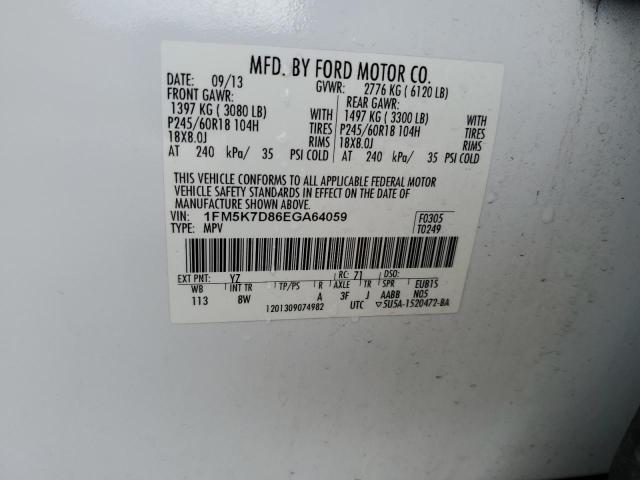 MFD. BY FORD MOTOR CO.
DATE: 09/13 GVWR: 2776 KG ( 6120 LB)
FRONT GAWR: REAR GAWR:
1397 KG ( 3080 LB) WITH 1497 KG ( 3300 LB) WITH
P245/60R18 104H TIRES P245/60R18 104H TIRES
18X8.0J RIMS 18X8.0J RIMS
AT 240 kPa/ 35 PSI COLD AT 240 kPa/ 35 PSI COLD
THIS VEHICLE CONFORMS TO ALL APPLICABLE FEDERAL MOTOR
VEHICLE SAFETY STANDARDS IN EFFECT ON THE DATE OF
MANUFACTURE SHOWN ABOVE.
VIN: 1FM5K7D86EGA64059 F0305
TYPE: MPV T0249
EXT PNT: YZ RC: 71 DSO:
WB INT TR TP/PS R AXLE TR SPR EUB1S
113 8W A 3F J AABB N05
1201309074982 UTC ▽5U5A-1520472-BA